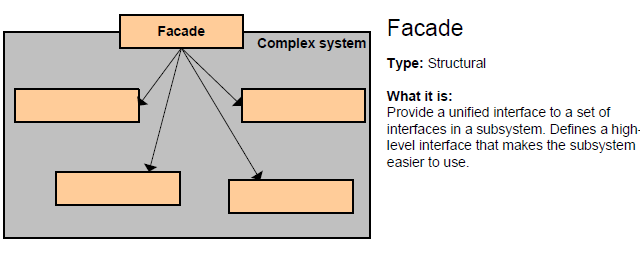 Facade
Complex system
Facade
Type: Structural
What it is:
Provide a unified interface to a set of
interfaces in a subsystem. Defines a high-
level interface that makes the subsystem
easier to use.